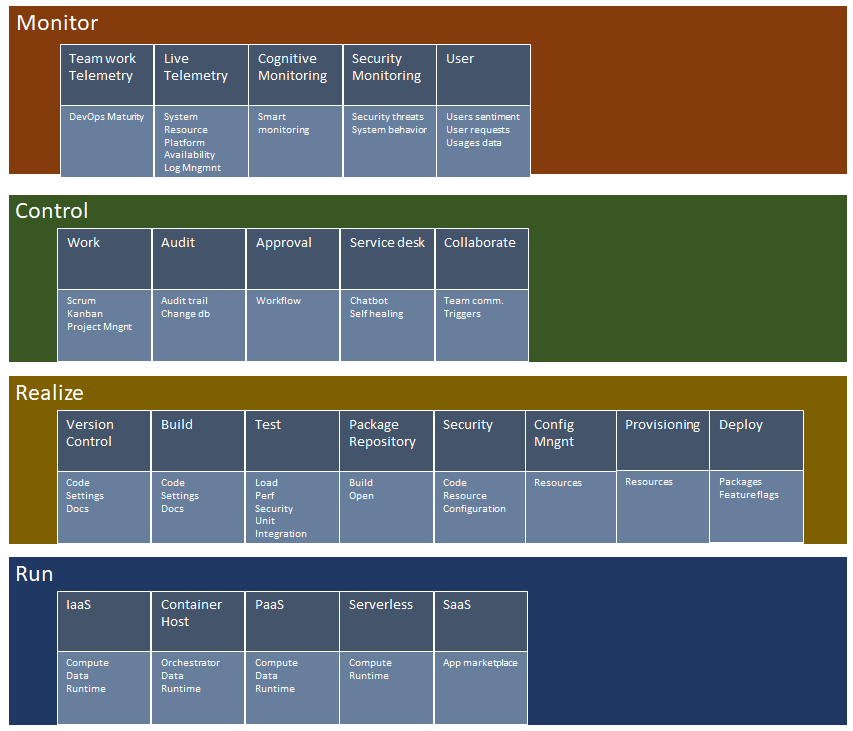 Monitor
Team work
Telemetry
DevOps Maturity
Live
Telemetry
System
Resource
Platform
Availability
Log Mngmnt
Cognitive
Monitoring
Smart
monitoring
Security
Monitoring
Security threats
System behavior
User
Users sentiment
User requests
Usages data
Control
Work
Scrum
Kanban
Project Mngnt
Audit
Audit trail
Change db
Approval
Workflow
Service desk
Chatbot
Self healing
Collaborate
Team comm.
Triggers
Realize
Version
Control
Code
Settings
Docs
Build
Code
Settings
Docs
Test
Load
Perf
Security
Unit
Integration
Package
Repository
Build
Open
Security
Code
Resource
Configuration
Config
Mngnt
Resources
Provisioning
Resources
Deploy
Packages
Feature flags
Run
IaaS
Compute
Data
Runtime
Container
Host
Orchestrator
Data
Runtime
PaaS
Compute
Data
Runtime
Serverless
Compute
Runtime
SaaS
App marketplace